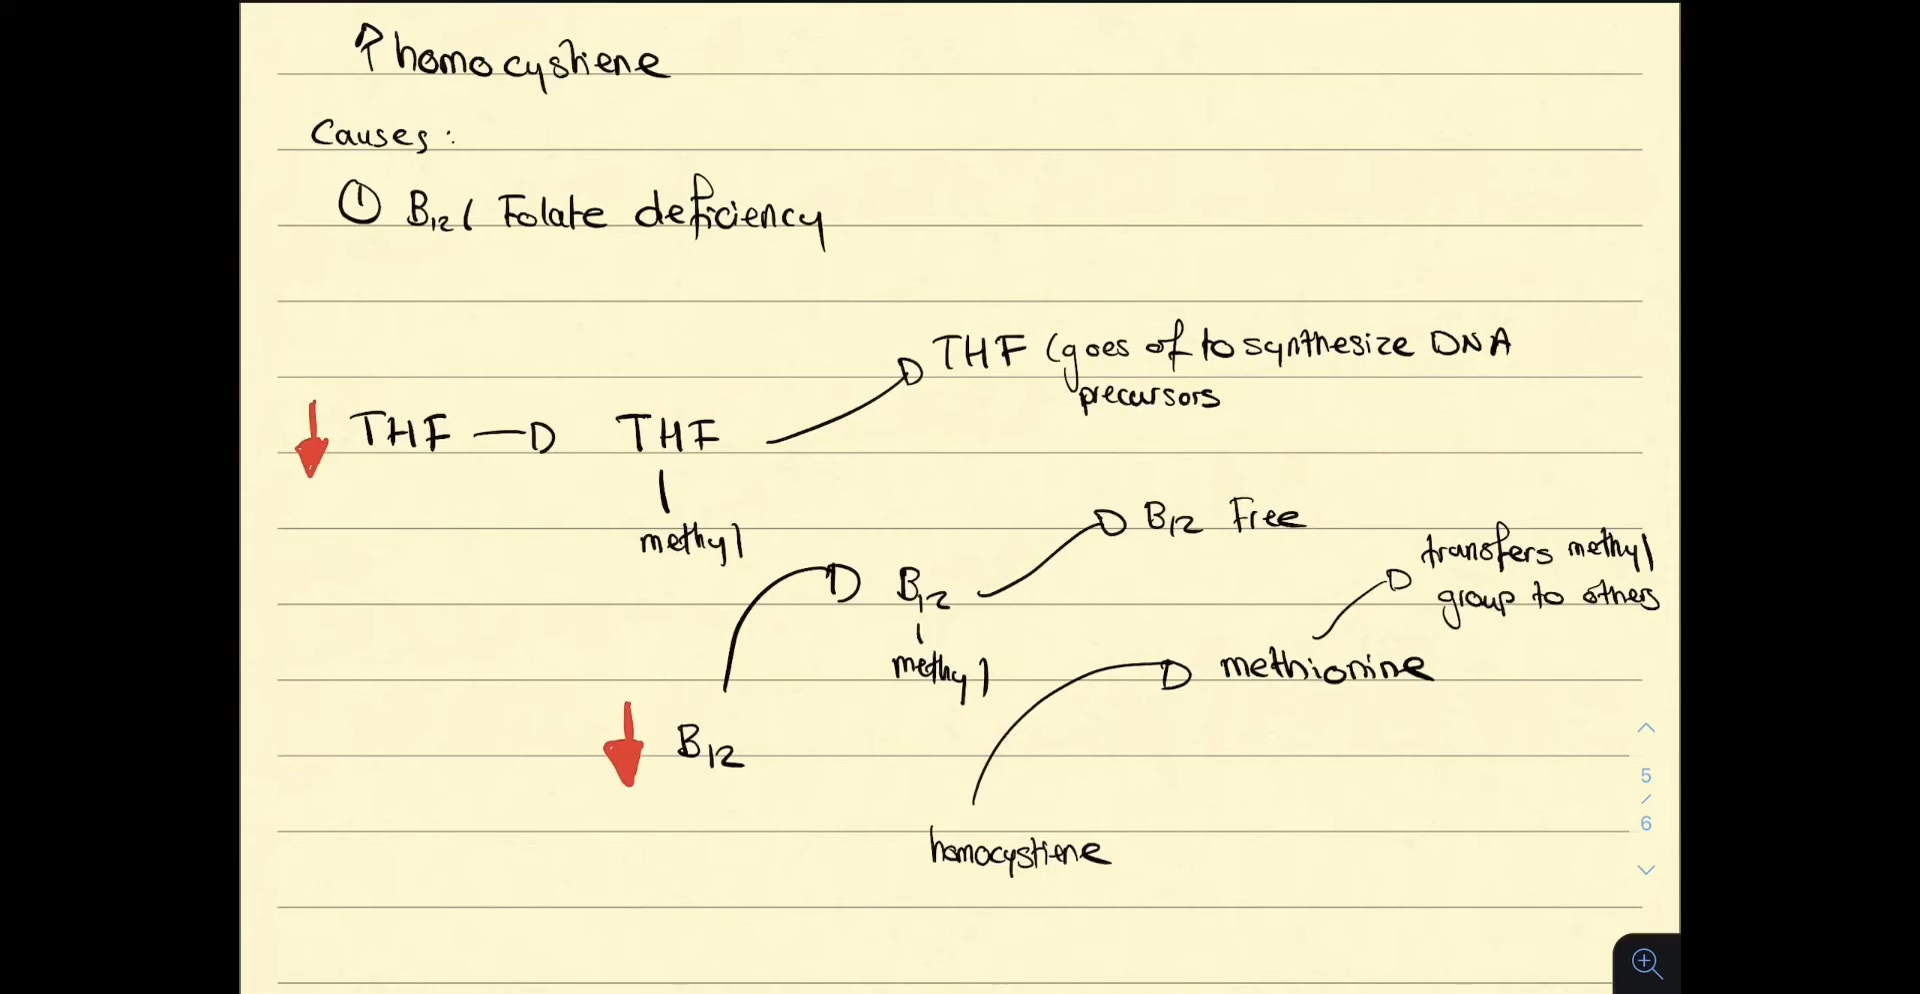 ↑ homocystiene
Causes :
① B12 ( Folate deficiency
THF (goes of to synthesize DNA
precursors
↓ THF → THF
methyl
B12 Free
transfers methyl
group to others
B12
methyl
methionine
↓ B12
homocystiene
5
/
6